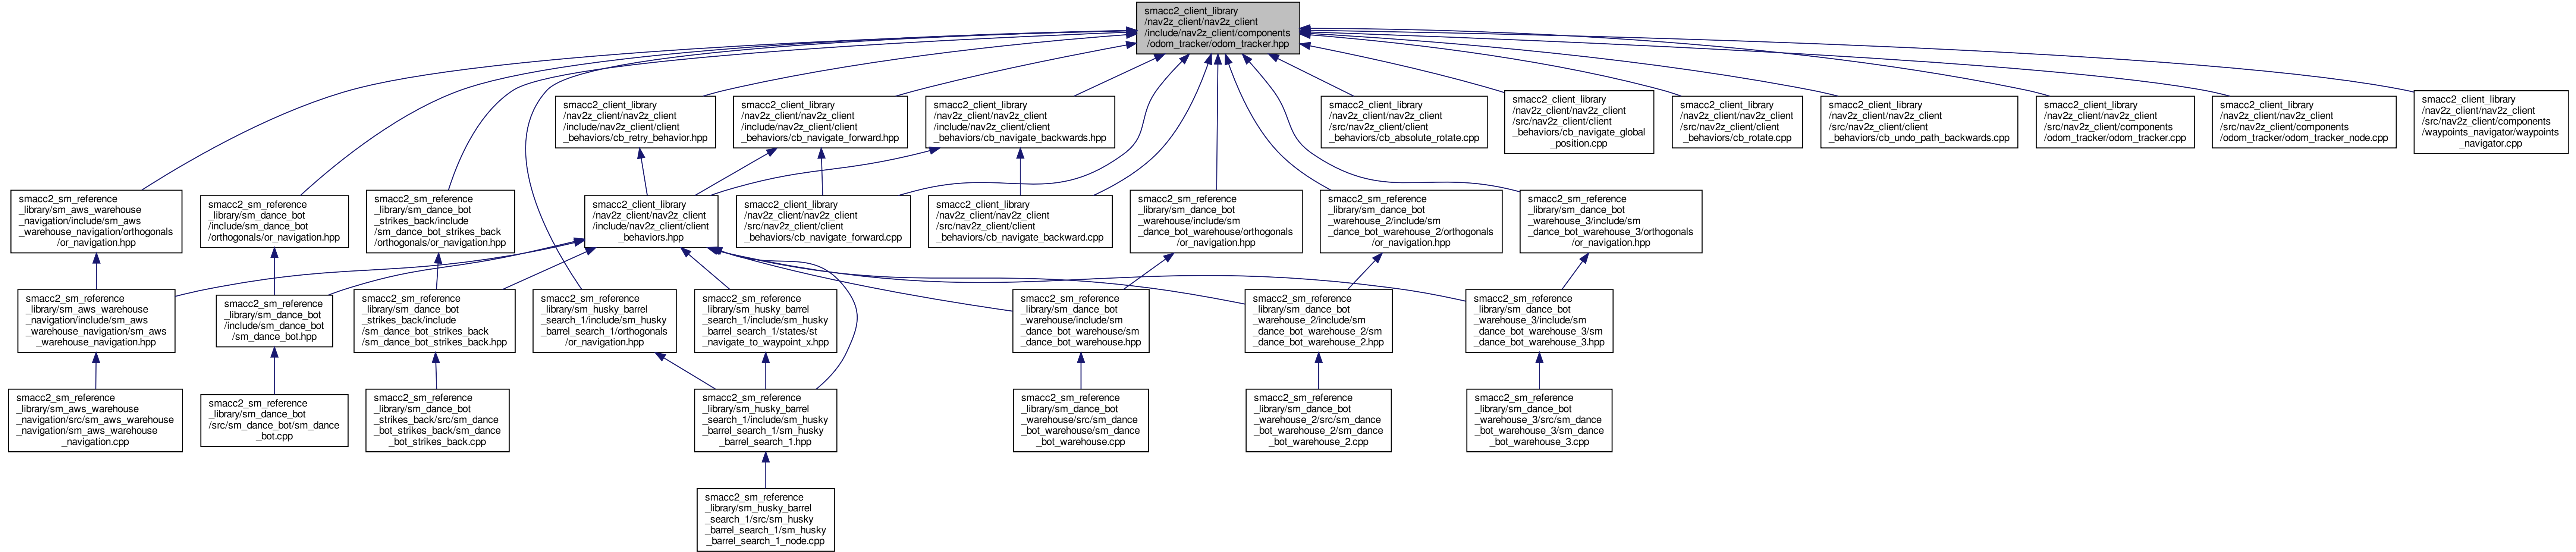 smacc2_client_library
/nav2z_client/nav2z_client
/include/nav2z_client/components
/odom_tracker/odom_tracker.hpp
smacc2_client_library
/nav2z_client/nav2z_client
/include/nav2z_client/client
_behaviors/cb_retry_behavior.hpp
smacc2_client_library
/nav2z_client/nav2z_client
/include/nav2z_client/client
_behaviors/cb_navigate_forward.hpp
smacc2_client_library
/nav2z_client/nav2z_client
/include/nav2z_client/client
_behaviors/cb_navigate_backwards.hpp
smacc2_client_library
/nav2z_client/nav2z_client
/src/nav2z_client/client
_behaviors/cb_absolute_rotate.cpp
smacc2_client_library
/nav2z_client/nav2z_client
/src/nav2z_client/client
_behaviors/cb_navigate_global
_position.cpp
smacc2_client_library
/nav2z_client/nav2z_client
/src/nav2z_client/client
_behaviors/cb_rotate.cpp
smacc2_client_library
/nav2z_client/nav2z_client
/src/nav2z_client/client
_behaviors/cb_undo_path_backwards.cpp
smacc2_client_library
/nav2z_client/nav2z_client
/src/nav2z_client/components
/odom_tracker/odom_tracker.cpp
smacc2_client_library
/nav2z_client/nav2z_client
/src/nav2z_client/components
/odom_tracker/odom_tracker_node.cpp
smacc2_client_library
/nav2z_client/nav2z_client
/src/nav2z_client/components
/waypoints_navigator/waypoints
_navigator.cpp
smacc2_sm_reference
_library/sm_aws_warehouse
_navigation/include/sm_aws
_warehouse_navigation/orthogonals
/or_navigation.hpp
smacc2_sm_reference
_library/sm_dance_bot
/include/sm_dance_bot
/orthogonals/or_navigation.hpp
smacc2_sm_reference
_library/sm_dance_bot
_strikes_back/include
/sm_dance_bot_strikes_back
/orthogonals/or_navigation.hpp
smacc2_client_library
/nav2z_client/nav2z_client
/include/nav2z_client/client
_behaviors.hpp
smacc2_client_library
/nav2z_client/nav2z_client
/src/nav2z_client/client
_behaviors/cb_navigate_forward.cpp
smacc2_client_library
/nav2z_client/nav2z_client
/src/nav2z_client/client
_behaviors/cb_navigate_backward.cpp
smacc2_sm_reference
_library/sm_dance_bot
_warehouse/include/sm
_dance_bot_warehouse/orthogonals
/or_navigation.hpp
smacc2_sm_reference
_library/sm_dance_bot
_warehouse_2/include/sm
_dance_bot_warehouse_2/orthogonals
/or_navigation.hpp
smacc2_sm_reference
_library/sm_dance_bot
_warehouse_3/include/sm
_dance_bot_warehouse_3/orthogonals
/or_navigation.hpp
smacc2_sm_reference
_library/sm_aws_warehouse
_navigation/include/sm_aws
_warehouse_navigation/sm_aws
_warehouse_navigation.hpp
smacc2_sm_reference
_library/sm_dance_bot
/include/sm_dance_bot
/sm_dance_bot.hpp
smacc2_sm_reference
_library/sm_dance_bot
_strikes_back/include
/sm_dance_bot_strikes_back
/sm_dance_bot_strikes_back.hpp
smacc2_sm_reference
_library/sm_husky_barrel
_search_1/include/sm_husky
_barrel_search_1/orthogonals
/or_navigation.hpp
smacc2_sm_reference
_library/sm_husky_barrel
_search_1/include/sm_husky
_barrel_search_1/states/st
_navigate_to_waypoint_x.hpp
smacc2_sm_reference
_library/sm_dance_bot
_warehouse/include/sm
_dance_bot_warehouse/sm
_dance_bot_warehouse.hpp
smacc2_sm_reference
_library/sm_dance_bot
_warehouse_2/include/sm
_dance_bot_warehouse_2/sm
_dance_bot_warehouse_2.hpp
smacc2_sm_reference
_library/sm_dance_bot
_warehouse_3/include/sm
_dance_bot_warehouse_3/sm
_dance_bot_warehouse_3.hpp
smacc2_sm_reference
_library/sm_aws_warehouse
_navigation/src/sm_aws_warehouse
_navigation/sm_aws_warehouse
_navigation.cpp
smacc2_sm_reference
_library/sm_dance_bot
/src/sm_dance_bot/sm_dance
_bot.cpp
smacc2_sm_reference
_library/sm_dance_bot
_strikes_back/src/sm_dance
_bot_strikes_back/sm_dance
_bot_strikes_back.cpp
smacc2_sm_reference
_library/sm_husky_barrel
_search_1/include/sm_husky
_barrel_search_1/sm_husky
_barrel_search_1.hpp
smacc2_sm_reference
_library/sm_dance_bot
_warehouse/src/sm_dance
_bot_warehouse/sm_dance
_bot_warehouse.cpp
smacc2_sm_reference
_library/sm_dance_bot
_warehouse_2/src/sm_dance
_bot_warehouse_2/sm_dance
_bot_warehouse_2.cpp
smacc2_sm_reference
_library/sm_dance_bot
_warehouse_3/src/sm_dance
_bot_warehouse_3/sm_dance
_bot_warehouse_3.cpp
smacc2_sm_reference
_library/sm_husky_barrel
_search_1/src/sm_husky
_barrel_search_1/sm_husky
_barrel_search_1_node.cpp